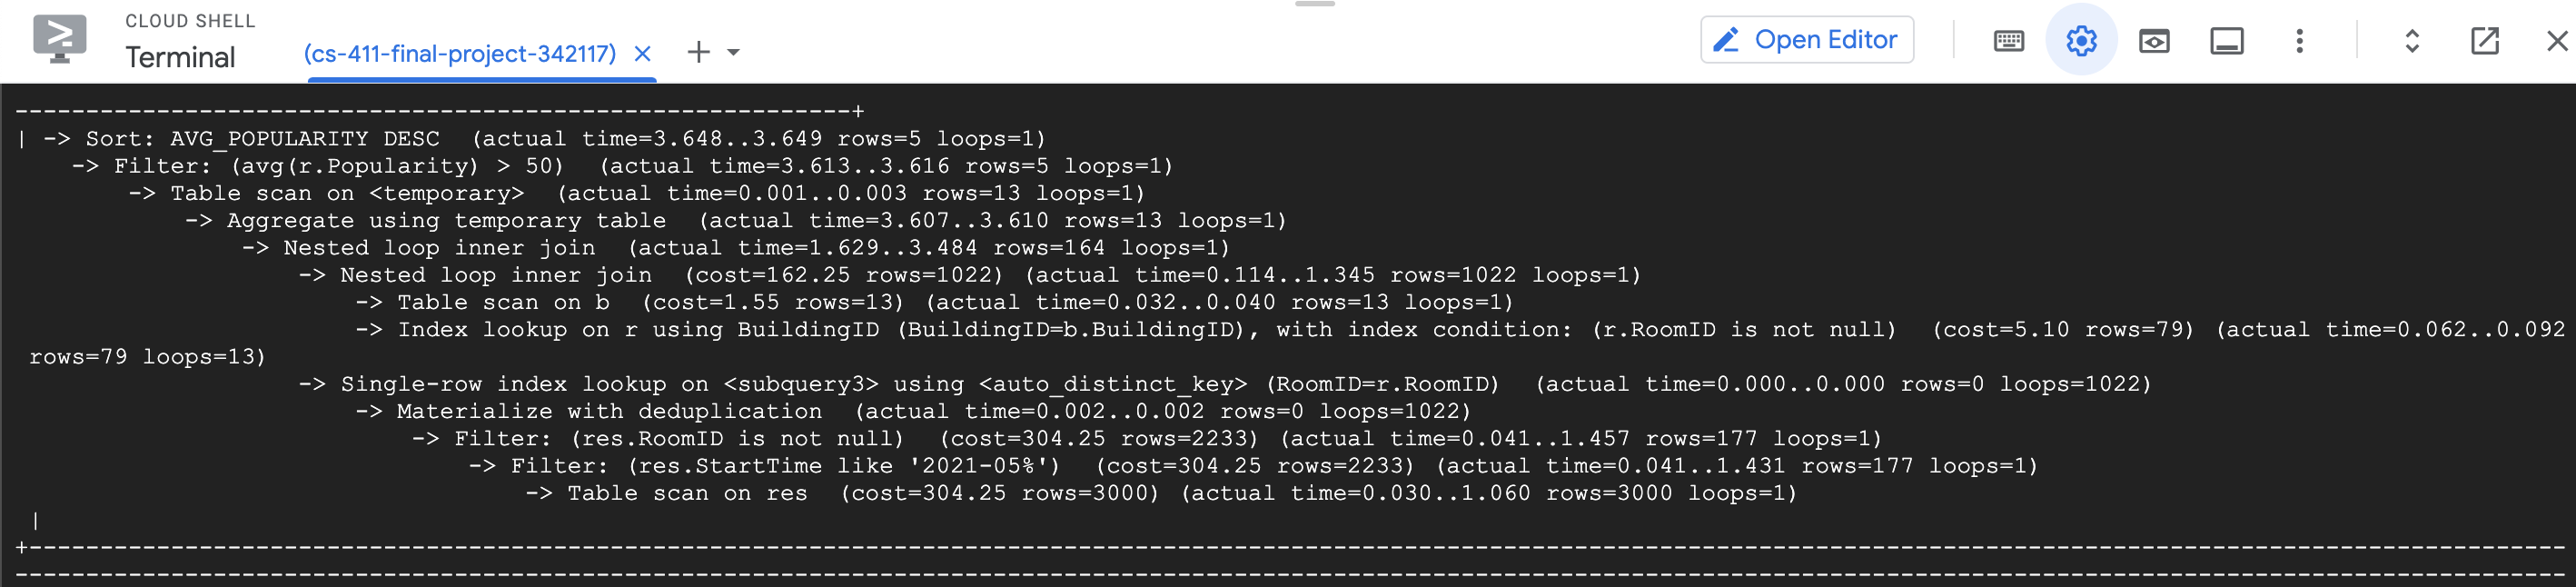 CLOUD SHELL
Terminal
(cs-411-final-project-342117)
Open Editor
----------------------------------------------------------+
| -> Sort: AVG_POPULARITY DESC  (actual time=3.648..3.649 rows=5 loops=1)
    -> Filter: (avg(r.Popularity) > 50)  (actual time=3.613..3.616 rows=5 loops=1)
        -> Table scan on <temporary>  (actual time=0.001..0.003 rows=13 loops=1)
            -> Aggregate using temporary table  (actual time=3.607..3.610 rows=13 loops=1)
                -> Nested loop inner join  (actual time=1.629..3.484 rows=164 loops=1)
                    -> Nested loop inner join  (cost=162.25 rows=1022) (actual time=0.114..1.345 rows=1022 loops=1)
                        -> Table scan on b  (cost=1.55 rows=13) (actual time=0.032..0.040 rows=13 loops=1)
                        -> Index lookup on r using BuildingID (BuildingID=b.BuildingID), with index condition: (r.RoomID is not null)  (cost=5.10 rows=79) (actual time=0.062..0.092
 rows=79 loops=13)
                    -> Single-row index lookup on <subquery3> using <auto_distinct_key> (RoomID=r.RoomID)  (actual time=0.000..0.000 rows=0 loops=1022)
                        -> Materialize with deduplication  (actual time=0.002..0.002 rows=0 loops=1022)
                            -> Filter: (res.RoomID is not null)  (cost=304.25 rows=2233) (actual time=0.041..1.457 rows=177 loops=1)
                                -> Filter: (res.StartTime like '2021-05%')  (cost=304.25 rows=2233) (actual time=0.041..1.431 rows=177 loops=1)
                                    -> Table scan on res  (cost=304.25 rows=3000) (actual time=0.030..1.060 rows=3000 loops=1)
 |